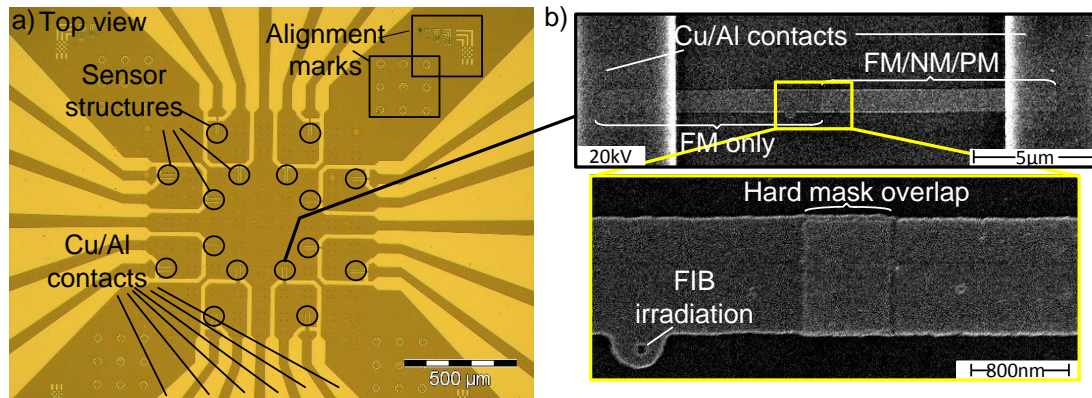 a) Top view
Alignment
marks
Sensor
structures
Cu/Al
contacts
500 µm
b)
Cu/Al contacts
FM/NM/PM
FM only
20kV
5µm
Hard mask overlap
FIB
irradiation
800nm